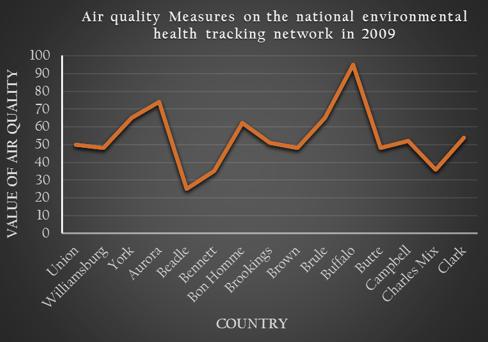 Air quality Measures on the national environmental
health tracking network in 2009
VALUE OF AIR QUALITY
100
90
80
70
60
50
40
30
20
10
0
Union
Williamsburg
York
Aurora
Beadle
Bennett
Bon Homme
Brookings
Brown
Brule
Buffalo
Butte
Campbell
Charles Mix
Clark
COUNTRY